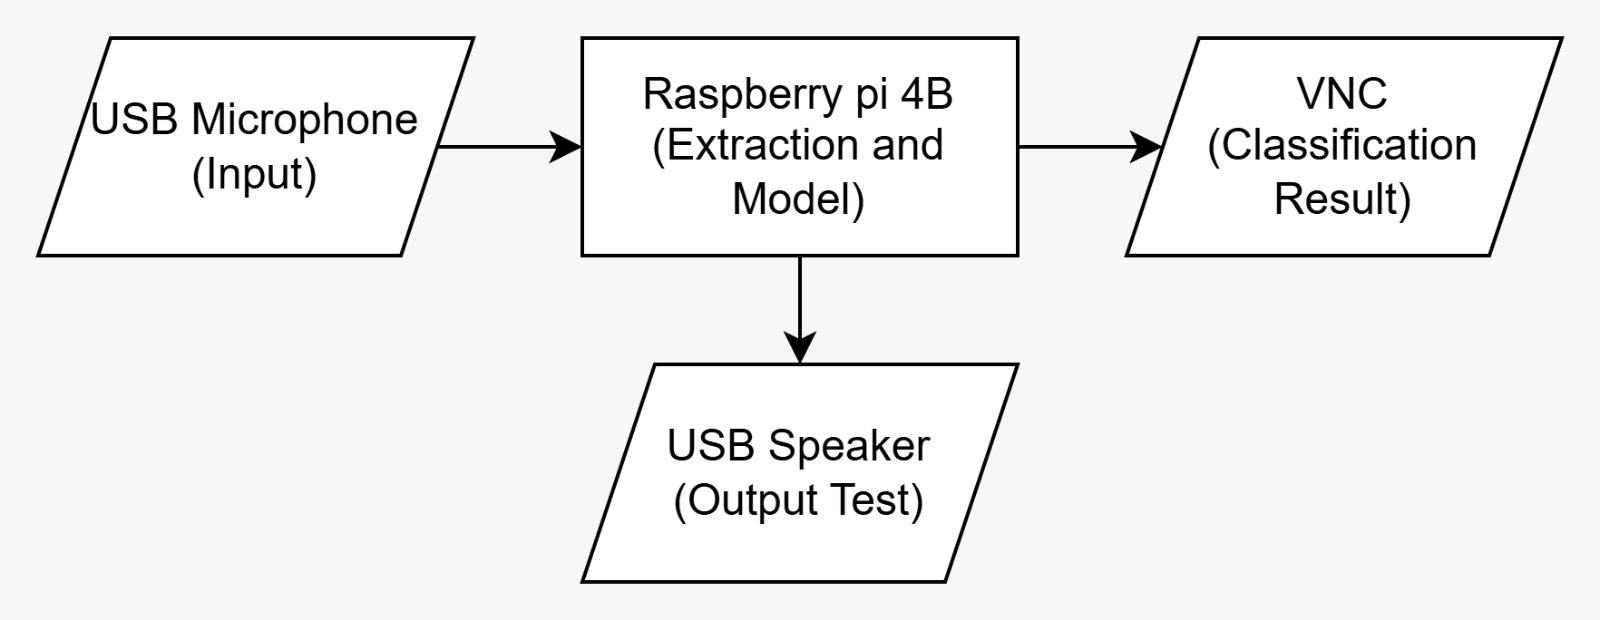 USB Microphone
(Input)
Raspberry pi 4B
(Extraction and
Model)
VNC
(Classification
Result)
USB Speaker
(Output Test)